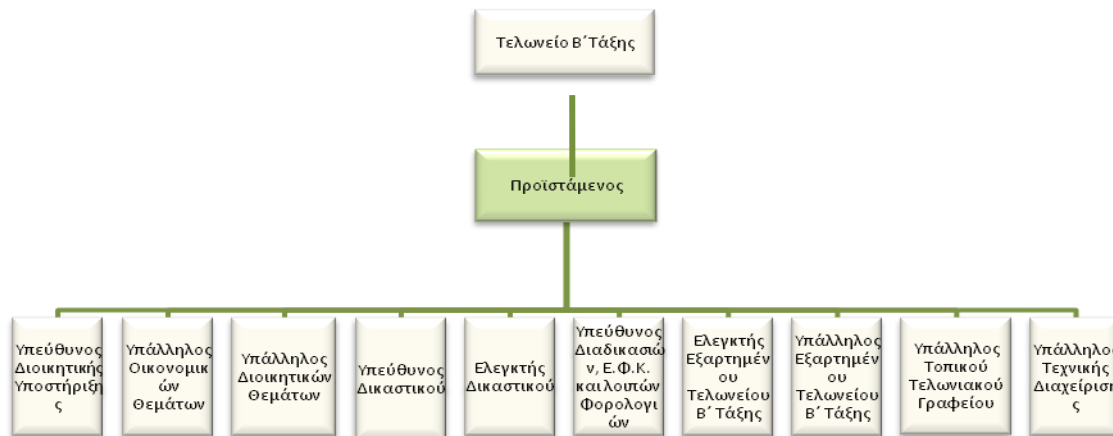 Τελωνείο Β΄ Τάξης
Προϊστάμενος
Υπεύθυνος
Διοικητικής
Υποστήριξη
ς
Υπάλληλος
Οικονομικ
ών
Θεμάτων
Υπάλληλος
Διοικητικών
Θεμάτων
Υπεύθυνος
Δικαστικού
Ελεγκτής
Δικαστικού
Υπεύθυνος
Διαδικασιώ
ν, Ε.Φ.Κ.
και λοιπών
Φορολογι
ών
Ελεγκτής
Εξαρτημέν
ου
Τελωνείου
Β΄ Τάξης
Υπάλληλος
Εξαρτημέν
ου
Τελωνείου
Β΄ Τάξης
Υπάλληλος
Τοπικού
Τελωνιακού
Γραφείου
Υπάλληλος
Τεχνικής
Διαχείριση
ς